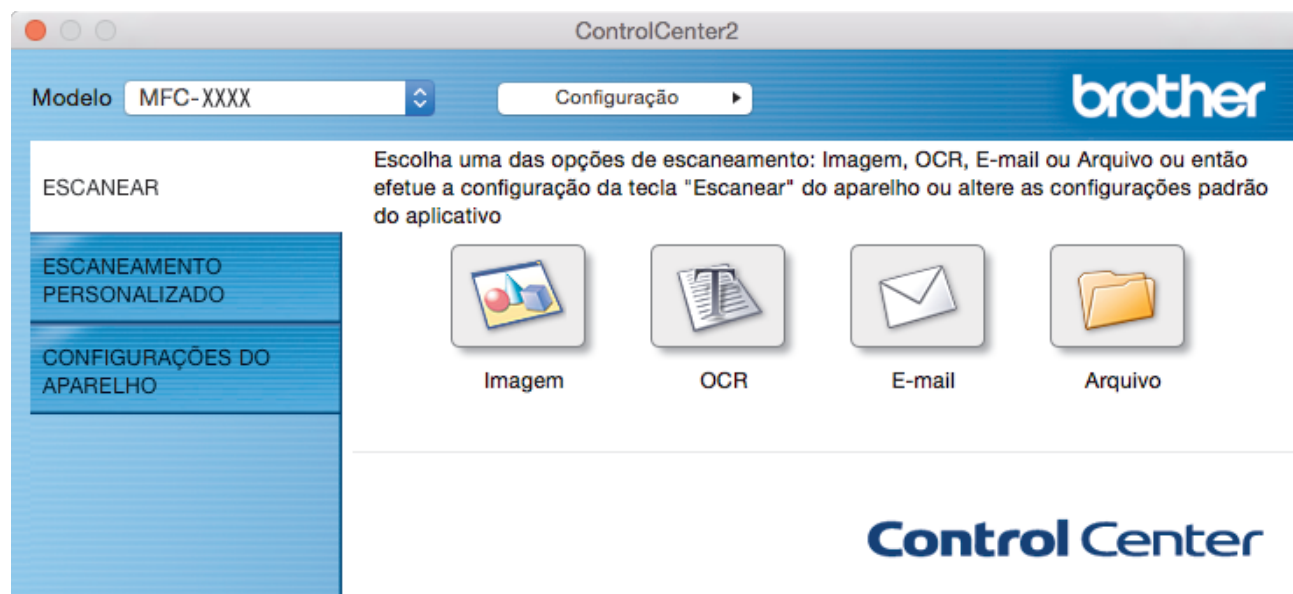 ControlCenter2
Modelo MFC-XXXX Configuração
brother
ESCANEAR
ESCANEAMENTO
PERSONALIZADO
CONFIGURAÇÕES DO
APARELHO
Escolha uma das opções de escaneamento: Imagem, OCR, E-mail ou Arquivo ou então
efetue a configuração da tecla "Escanear" do aparelho ou altere as configurações padrão
do aplicativo
T
Imagem OCR E-mail Arquivo
Control Center